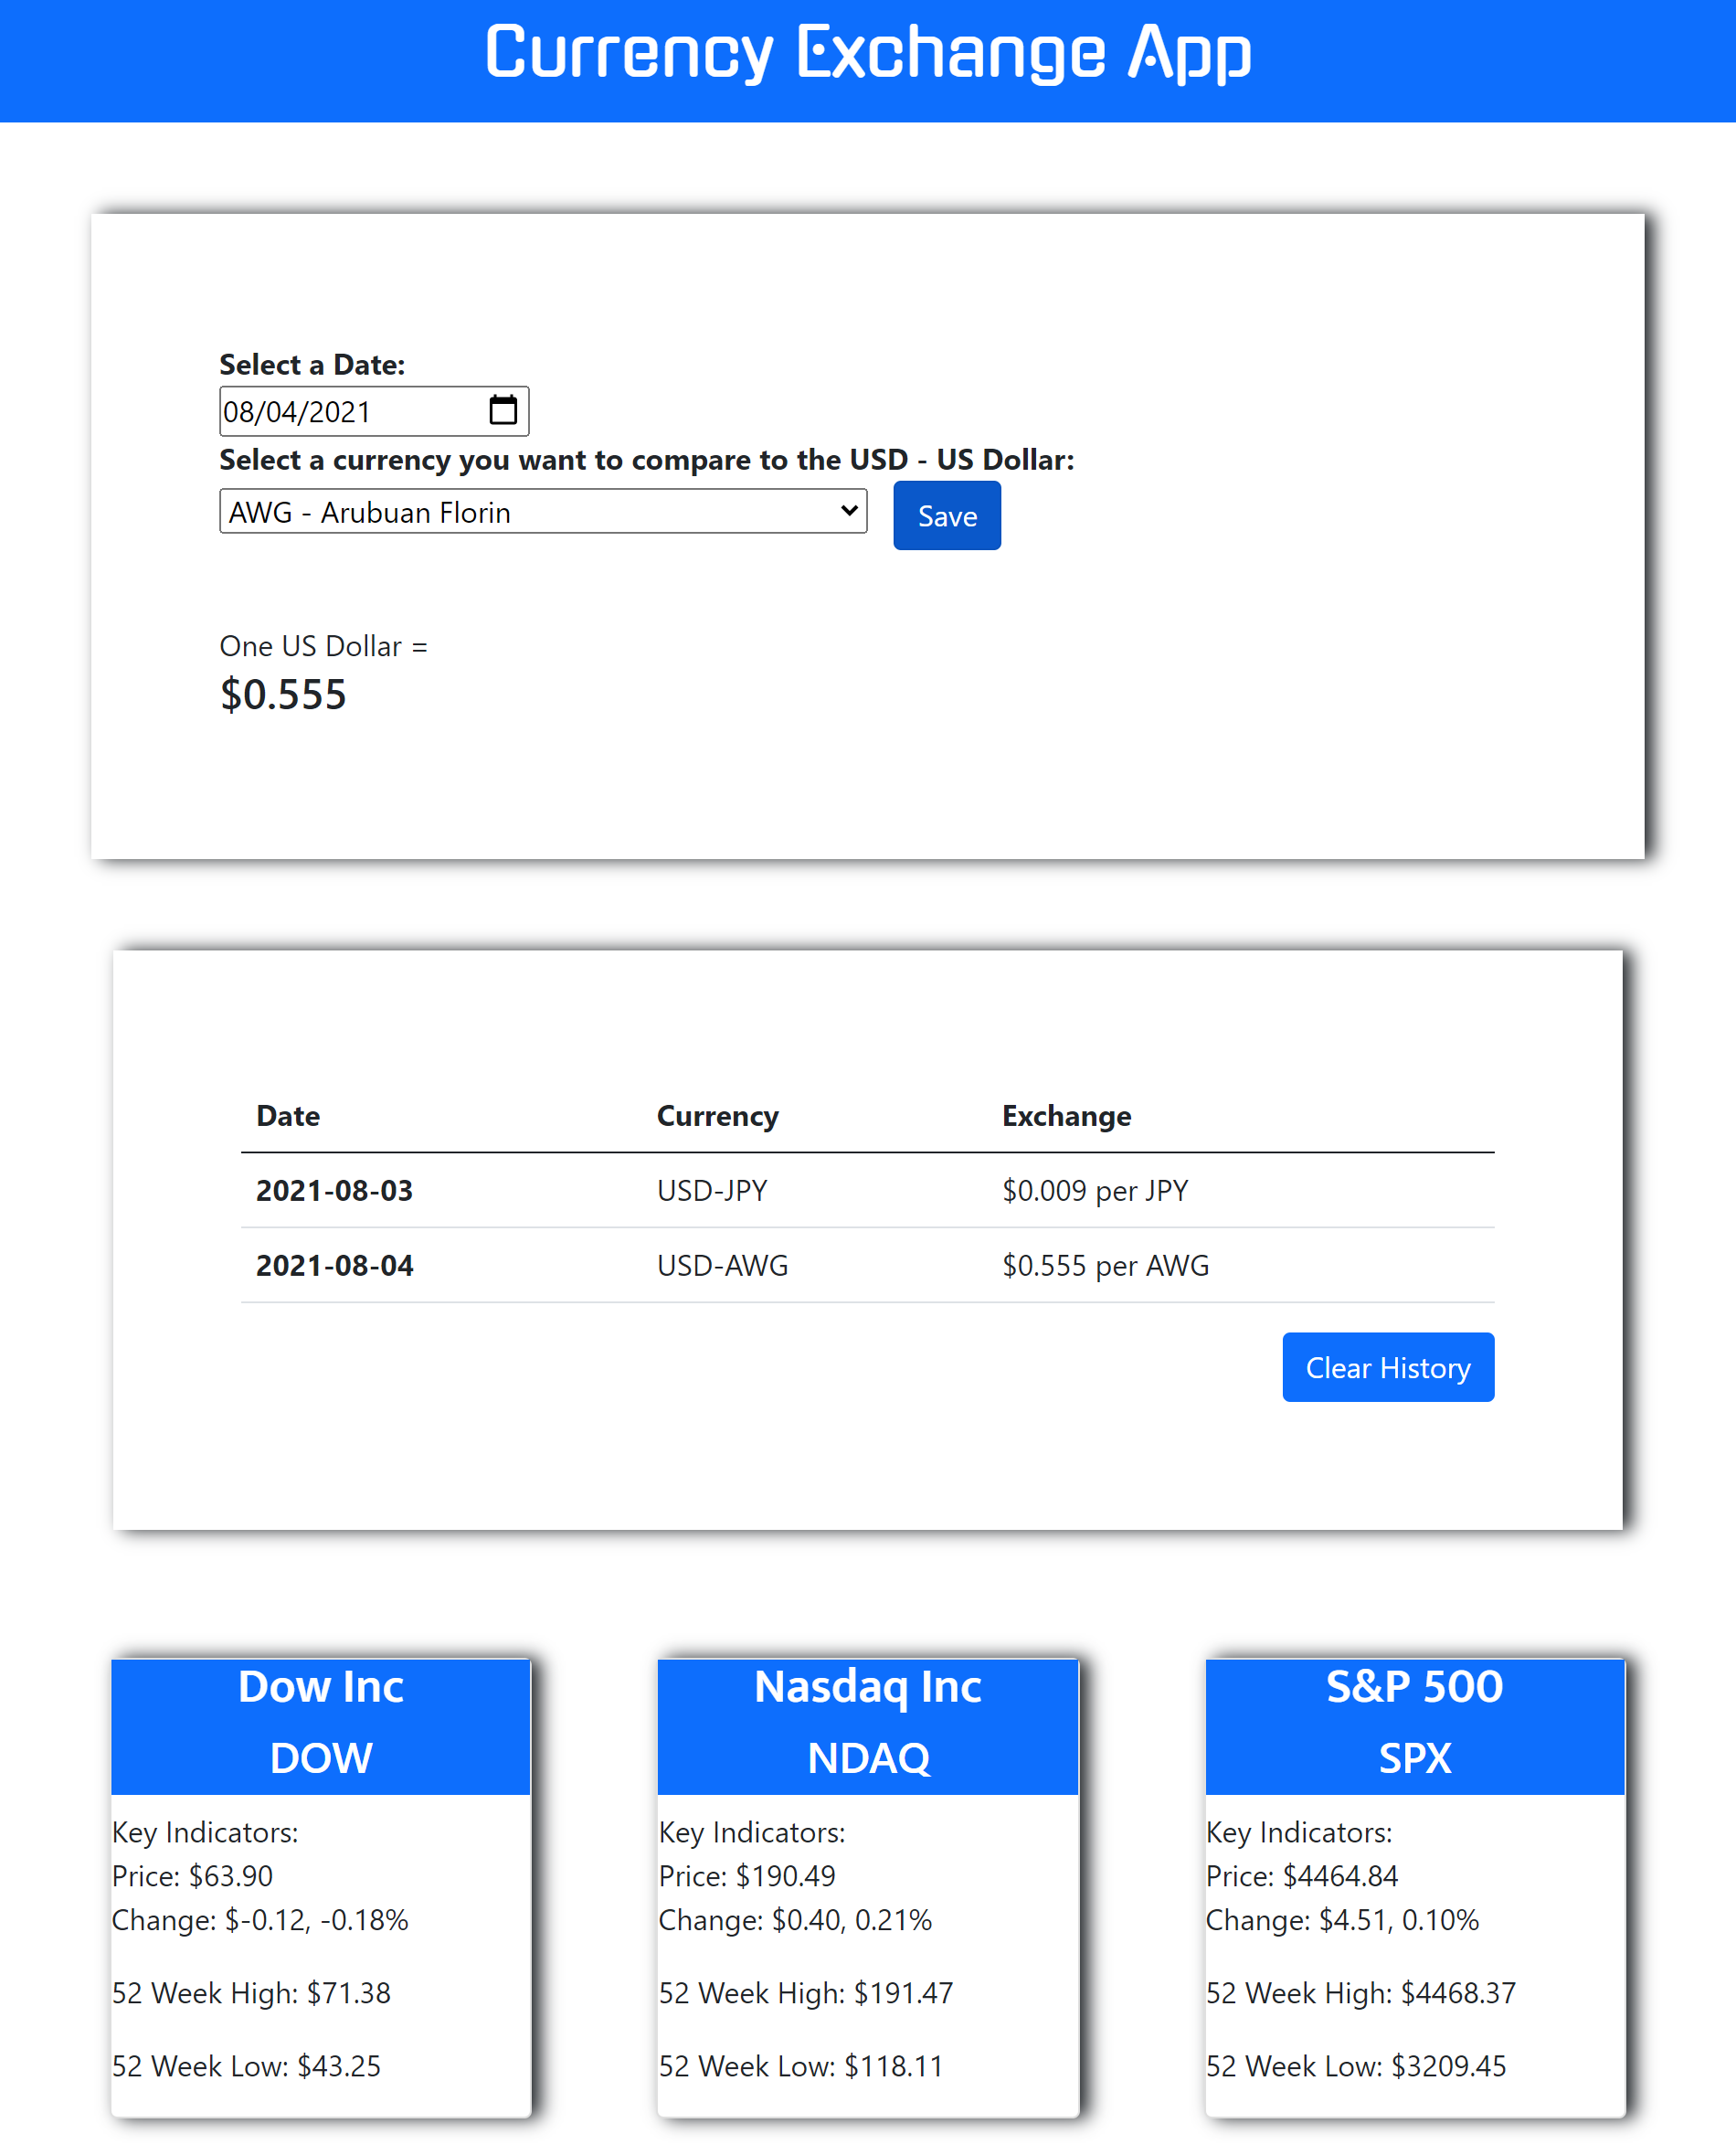 Currency Exchange App
Select a Date:
08/04/2021
Select a currency you want to compare to the USD - US Dollar:
AWG - Arubuan Florin
Save
One US Dollar =
$0.555
Date Currency Exchange
2021-08-03 USD-JPY $0.009 per JPY
2021-08-04 USD-AWG $0.555 per AWG
Clear History
Dow Inc
DOW
Key Indicators:
Price: $63.90
Change: $-0.12, -0.18%
52 Week High: $71.38
52 Week Low: $43.25
Nasdaq Inc
NDAQ
Key Indicators:
Price: $190.49
Change: $0.40, 0.21%
52 Week High: $191.47
52 Week Low: $118.11
S&P 500
SPX
Key Indicators:
Price: $4464.84
Change: $4.51, 0.10%
52 Week High: $4468.37
52 Week Low: $3209.45